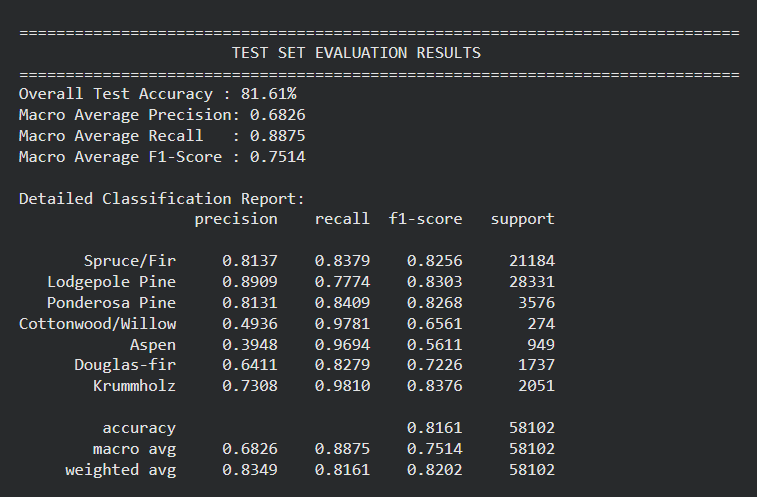 ==============================================================================
TEST SET EVALUATION RESULTS
==============================================================================
Overall Test Accuracy : 81.61%
Macro Average Precision: 0.6826
Macro Average Recall   : 0.8875
Macro Average F1-Score : 0.7514
Detailed Classification Report:
precision    recall  f1-score   support
Spruce/Fir     0.8137    0.8379    0.8256     21184
Lodgepole Pine     0.8909    0.7774    0.8303     28331
Ponderosa Pine     0.8131    0.8409    0.8268      3576
Cottonwood/Willow     0.4936    0.9781    0.6561       274
Aspen     0.3948    0.9694    0.5611       949
Douglas-fir     0.6411    0.8279    0.7226      1737
Krummholz     0.7308    0.9810    0.8376      2051
accuracy                         0.8161     58102
macro avg     0.6826    0.8875    0.7514     58102
weighted avg     0.8349    0.8161    0.8202     58102